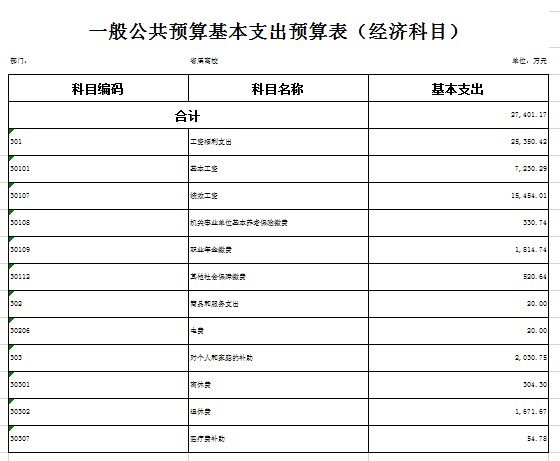 一般公共预算基本支出预算表（经济科目）
部门： 省属高校 单位：万元
科目编码 科目名称 基本支出
合计 27,401.17
301 工资福利支出 25,350.42
30101 基本工资 7,230.29
30107 绩效工资 15,454.01
30108 机关事业单位基本养老保险缴费 330.74
30109 职业年金缴费 1,814.74
30112 其他社会保障缴费 520.64
302 商品和服务支出 20.00
30206 电费 20.00
303 对个人和家庭的补助 2,030.75
30301 离休费 304.30
30302 退休费 1,671.67
30307 医疗费补助 54.78